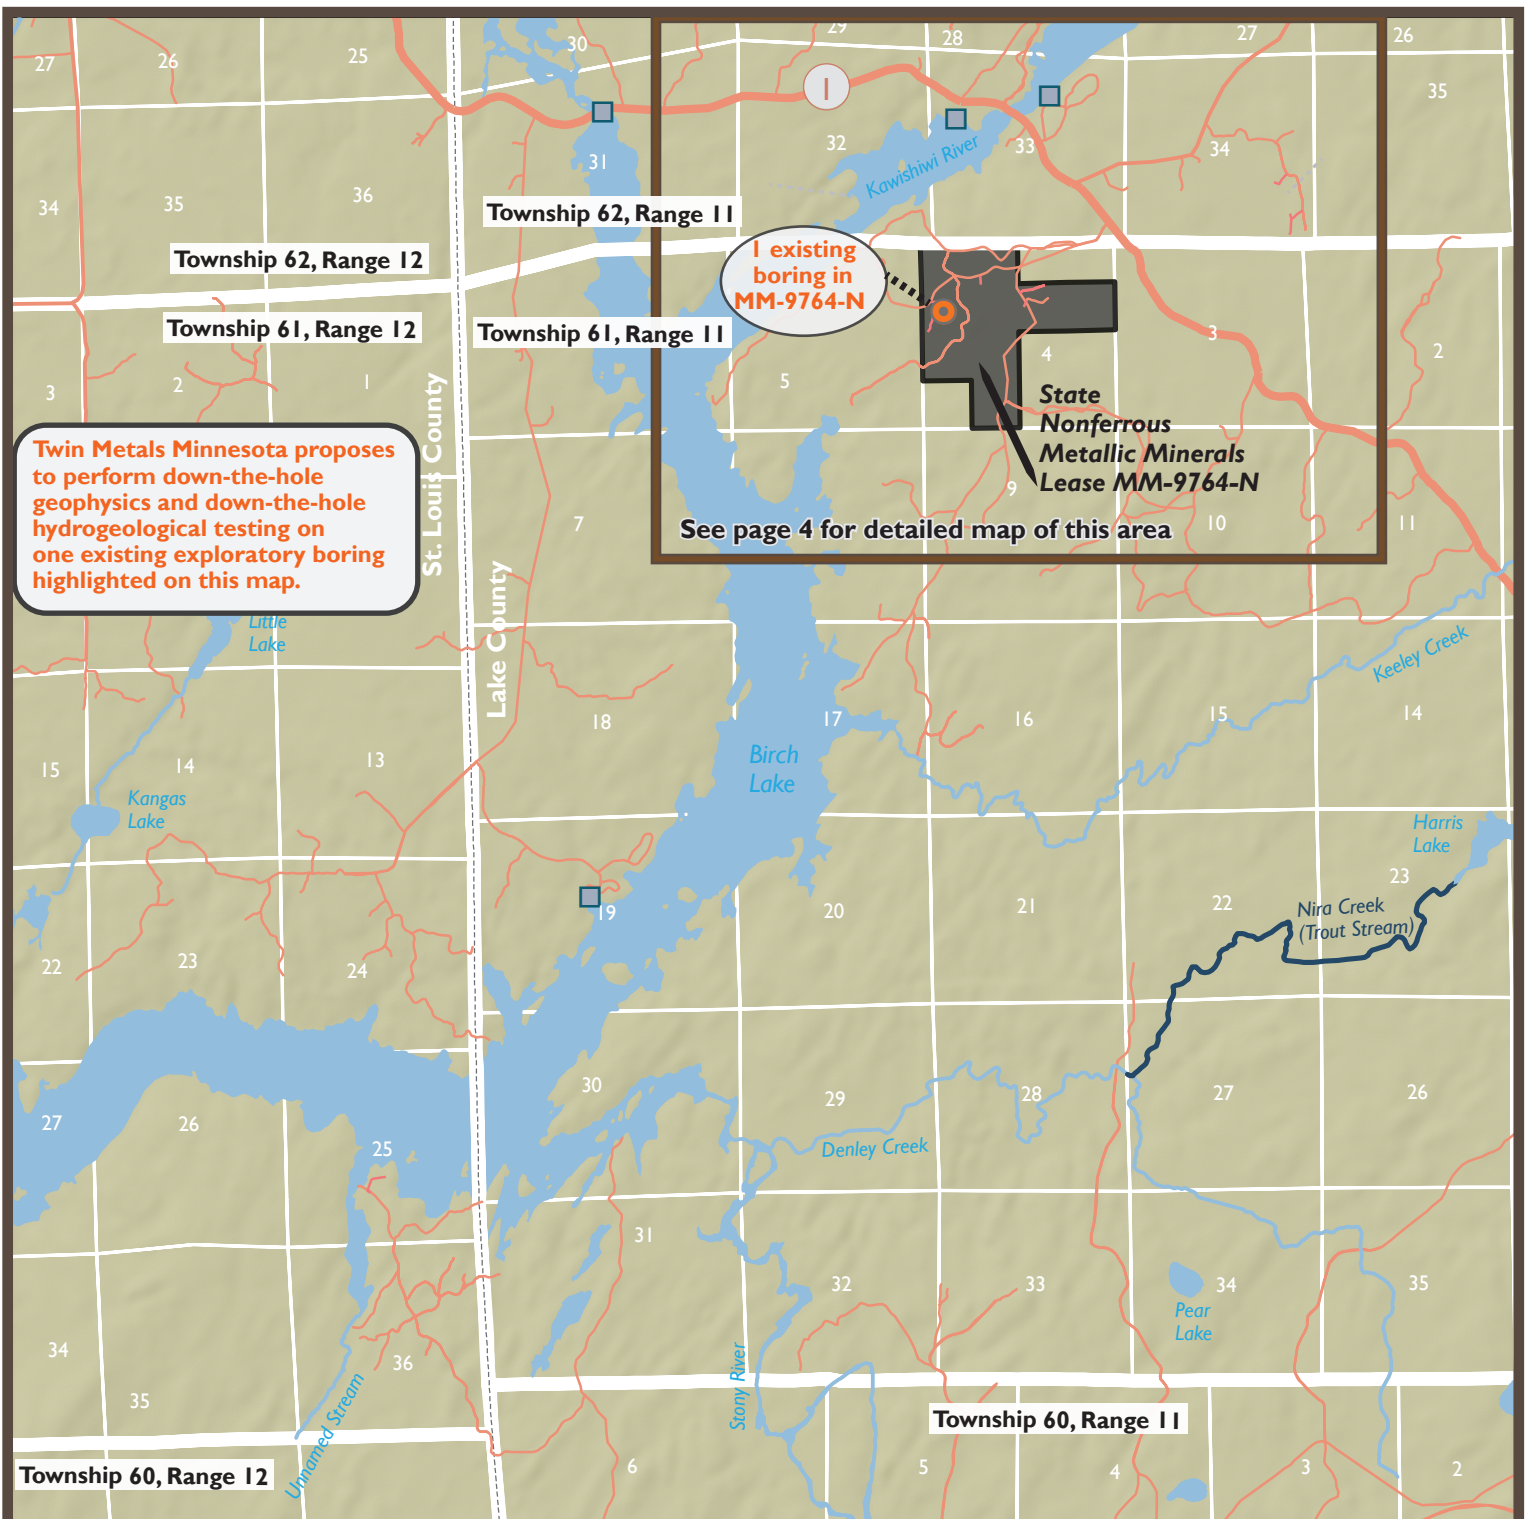 29
28
27
26
30
25
26
27
35
1
32
33
34
Kawishiwi River
31
36
35
34
Township 62, Range 11
Township 62, Range 12
1 existing
boring in
MM-9764-N
Township 61, Range 12
Township 61, Range 11
3
2
4
5
3
2
1
State
Nonferrous
Metallic Minerals
Lease MM-9764-N
9
10
11
7
See page 4 for detailed map of this area
Twin Metals Minnesota proposes
to perform down-the-hole
geophysics and down-the-hole
hydrogeological testing on
one existing exploratory boring
highlighted on this map.
St. Louis County
Lake County
Little
Lake
Keeley Creek
18
17
16
15
14
15
14
13
Birch
Lake
Kangas
Lake
Harris
Lake
23
22
21
20
19
Nira Creek
(Trout Stream)
22
23
24
30
29
28
27
26
27
26
25
Denley Creek
31
32
33
34
35
Pear
Lake
34
35
36
Stony River
Unnamed Stream
Township 60, Range 11
Township 60, Range 12
6
5
4
3
2